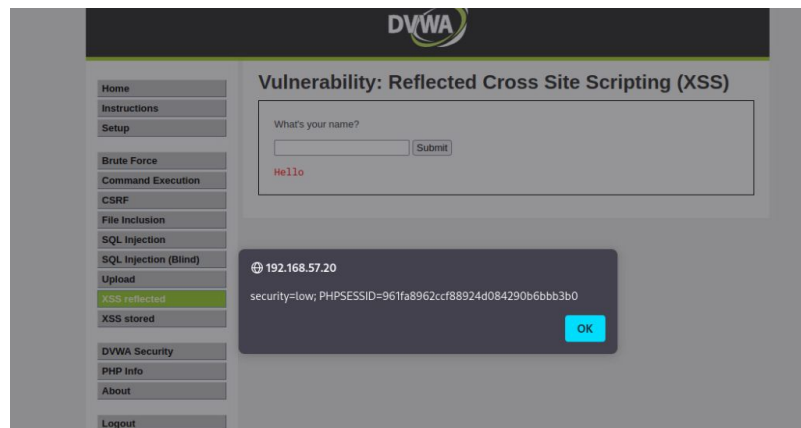 DVWA
Vulnerability: Reflected Cross Site Scripting (XSS)
Home
Instructions
Setup
Brute Force
Command Execution
CSRF
File Inclusion
SQL Injection
SQL Injection (Blind)
Upload
XSS reflected
XSS stored
DVWA Security
PHP Info
About
Logout
What's your name?
Submit
Hello
192.168.57.20
security=low; PHPSESSID=961fa8962ccf88924d084290b6bbb3b0
OK